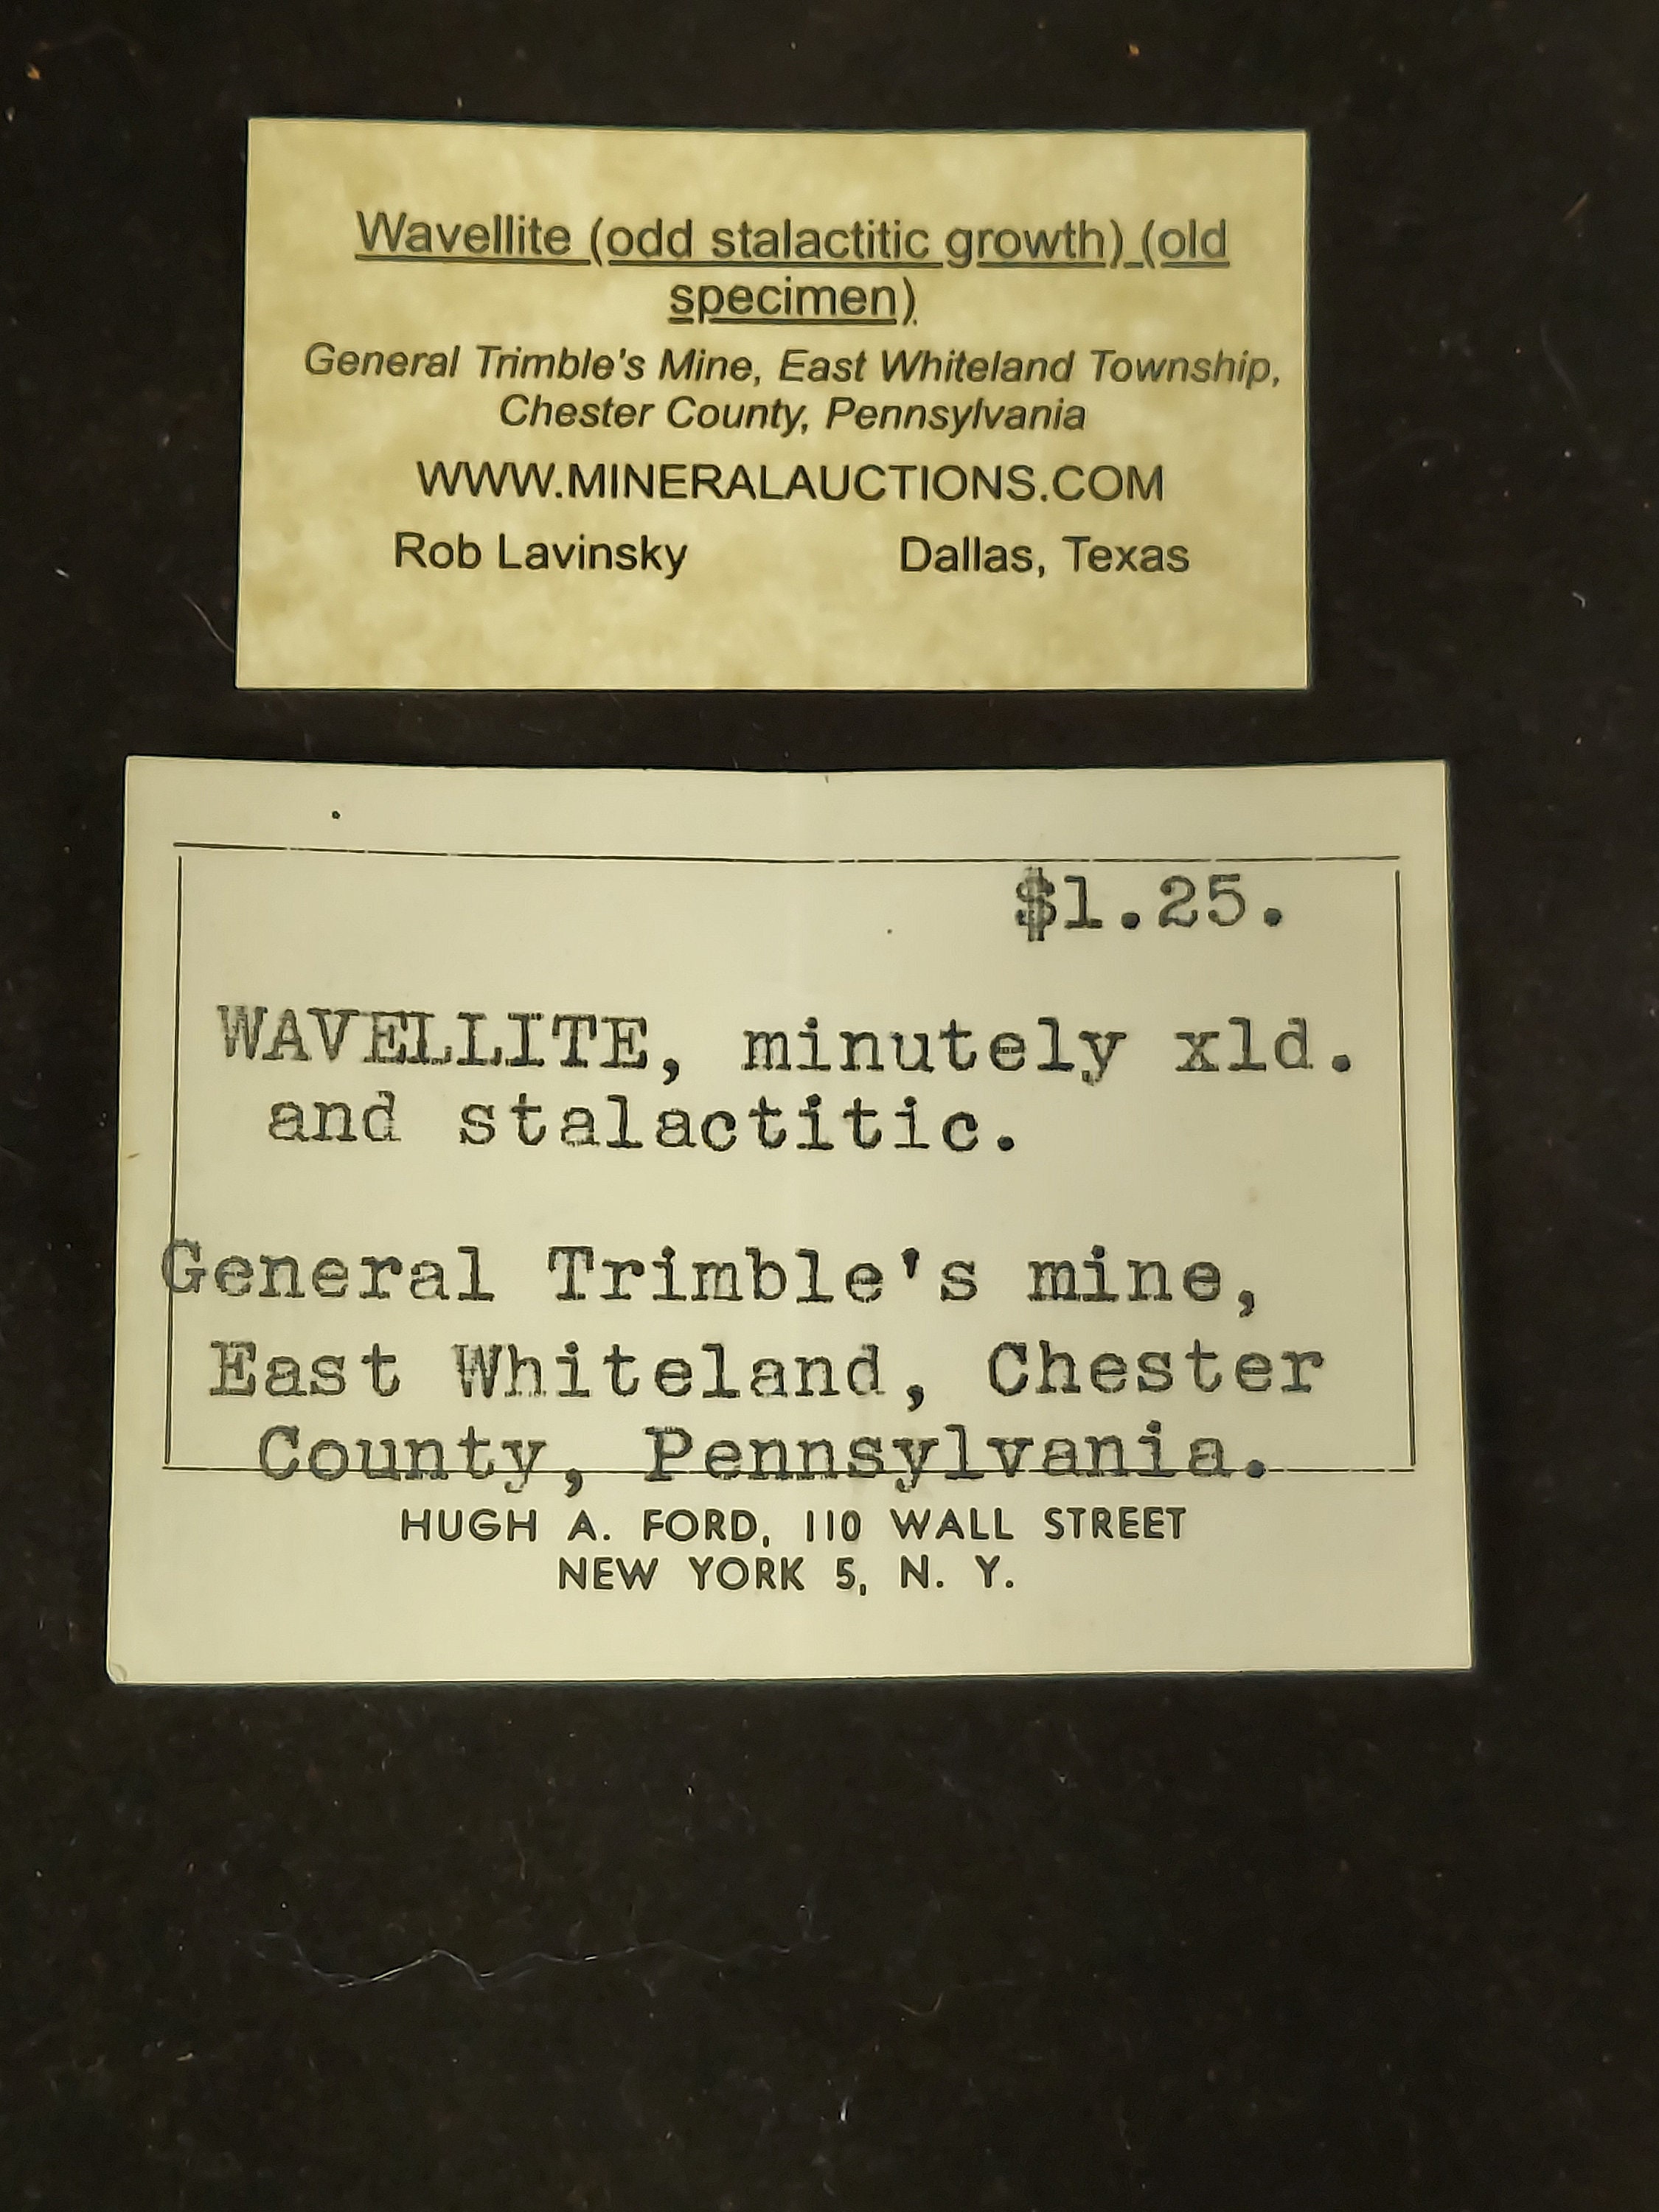 Wavellite (odd stalactitic growth) (old
specimen)
General Trimble's Mine, East Whiteland Township,
Chester County, Pennsylvania
WWW.MINERALAUCTIONS.COM
Rob Lavinsky Dallas, Texas
$1.25.
WAVELLITE, minutely xld.
and stalactitic.
General Trimble's mine,
East Whiteland, Chester
County, Pennsylvania.
HUGH A. FORD, 110 WALL STREET
NEW YORK 5, N. Y.